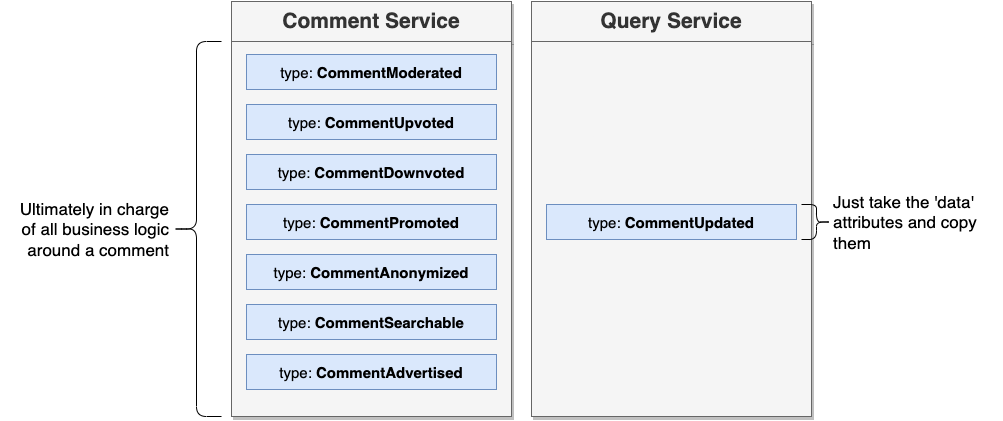 Comment Service
Query Service
type: CommentModerated
type: CommentUpvoted
type: CommentDownvoted
type: CommentPromoted
type: CommentAnonymized
type: CommentSearchable
type: CommentAdvertised
Ultimately in charge
of all business logic
around a comment
type: CommentUpdated
Just take the 'data'
attributes and copy
them